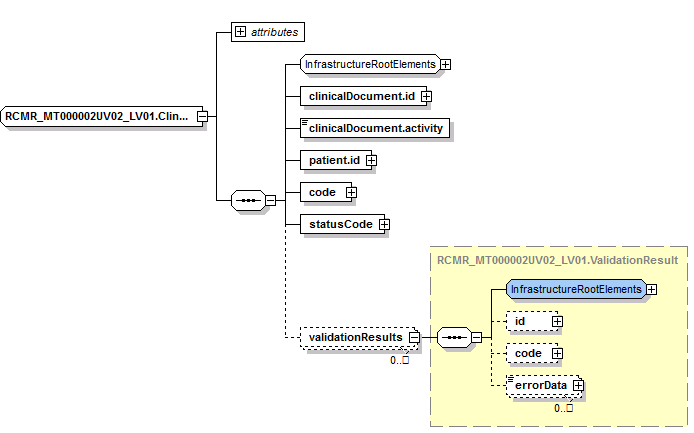 attributes
InfrastructureRootElements
clinicalDocument.id
RCMR_MT000002UV02_LV01.Clin...
clinicalDocument.activity
patient.id
code
statusCode
RCMR_MT000002UV02_LV01.ValidationResult
InfrastructureRootElements
id
validationResults
0..□
code
errorData
0..□